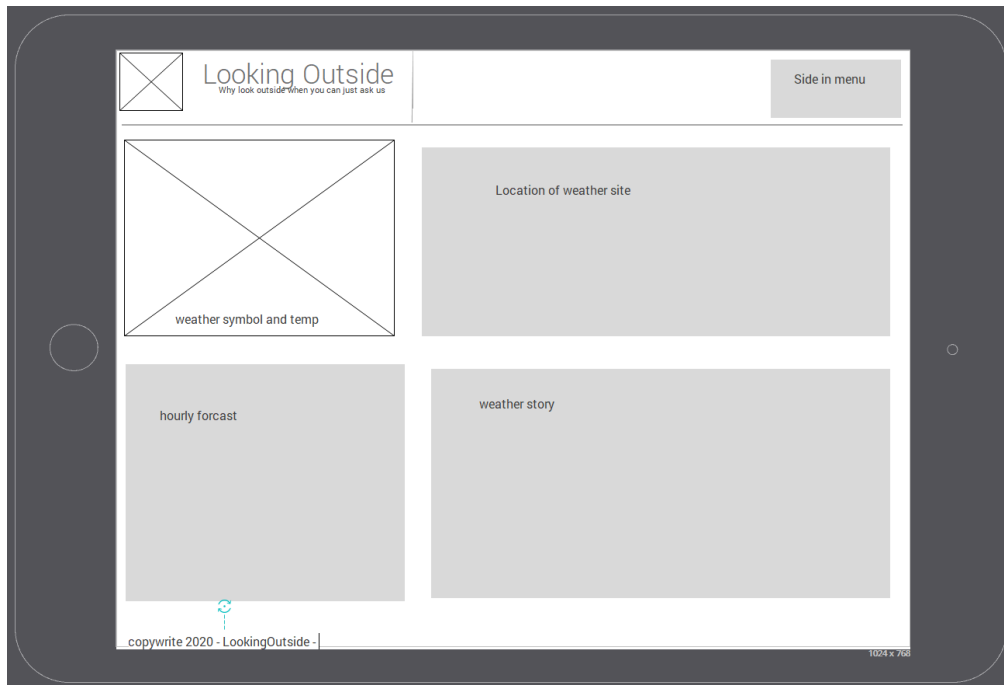 Looking Outside
Why look outside when you can just ask us
Side in menu
Location of weather site
weather symbol and temp
hourly forcast
weather story
copywrite 2020 - LookingOutside -
1024 x 768